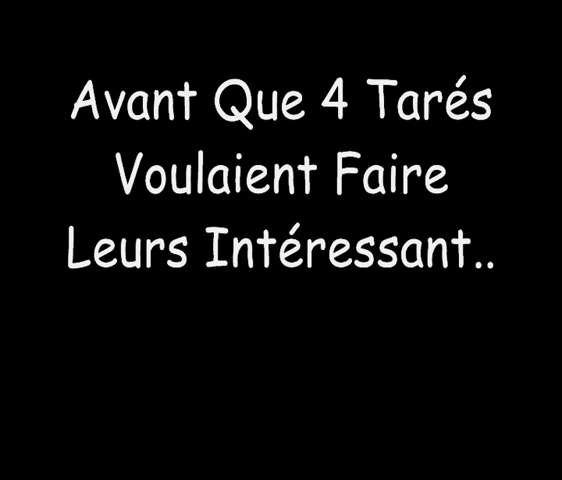 Avant Que 4 Tarés
Voulaient Faire
Leurs Intéressant..